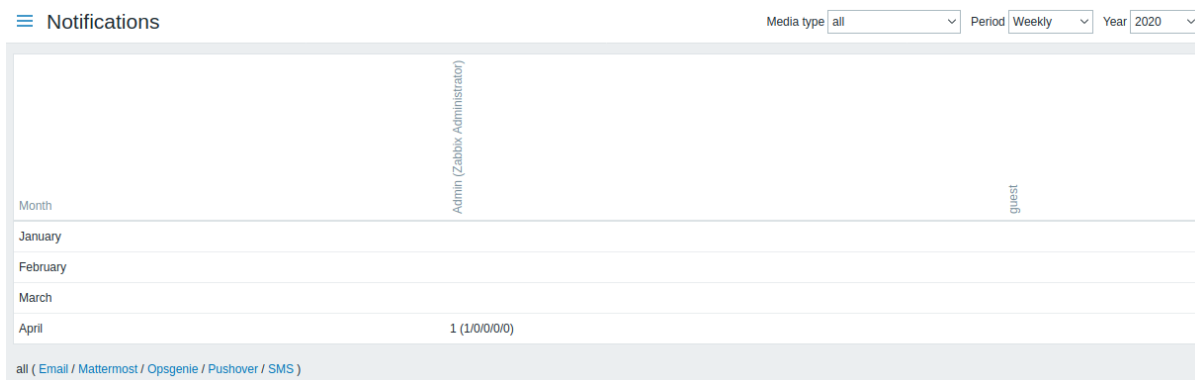 Notifications
Media type all Period Weekly Year 2020
Month Admin (Zabbix Administrator) guest
January
February
March
April 1 (1/0/0/0/0)
all ( Email / Mattermost / Opsgenie / Pushover / SMS )